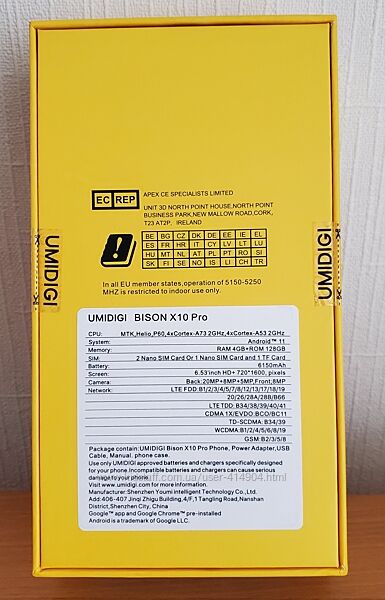 EC REP
APEX CE SPECIALISTS LIMITED
UNIT 3D NORTH POINT HOUSE,NORTH POINT
BUSINESS PARK,NEW MALLOW ROAD,CORK,
T23 AT2P, IRELAND
BE BG CZ DK DE EE IE EL
ES FR HR IT CY LV LT LU
HU MT NL AT PL PT RO SI
SK FI SE NO IS LI CH TR
In all EU member states,operation of 5150-5250
MHZ is restricted to indoor use only.
UMIDIGI
UMIDIGI
UMIDIGI BISON X10 Pro
CPU: MTK,Helio,P60,4xCortex-A73 2GHz,4xCortex-A53 2GHz
System: Android™ 11
Memory: RAM 4GB+ROM 128GB
SIM: 2 Nano SIM Card Or 1 Nano SIM Card and 1 TF Card
Battery: 6150mAh
Screen: 6.53'inch HD+ 720*1600, pixels
Camera: Back:20MP+8MP+5MP,Front;8MP
Network: LTE FDD:B1/2/3/4/5/7/8/12/13/17/18/19
20/26/28A/28B/B66
LTE TDD: B34/38/39/40/41
CDMA 1X/EVDO:BCO/BC11
TD-SCDMA: B34/39
WCDMA:B1/2/4/5/6/8/19
GSM:B2/3/5/8
Package contain:UMIDIGI Bison X10 Pro Phone, Power Adapter,USB
Cable, Manual. phone case.
Use only UMIDIGI approved batteries and chargers specifically designed
for your phone.Incompatible batteries and chargers can cause serious
damage to your phone.
Visit www.umidigi.com for more information.
Manufacturer:Shenzhen Youmi Intelligent Technology Co., Ltd.
Add:406-407 Jinqi Zhigu Building,4/F,1 Tangling Road,Nanshan
District,Shenzhen City,China
Google™ app and Google Chrome™ pre-installed
Android is a trademark of Google LLC.